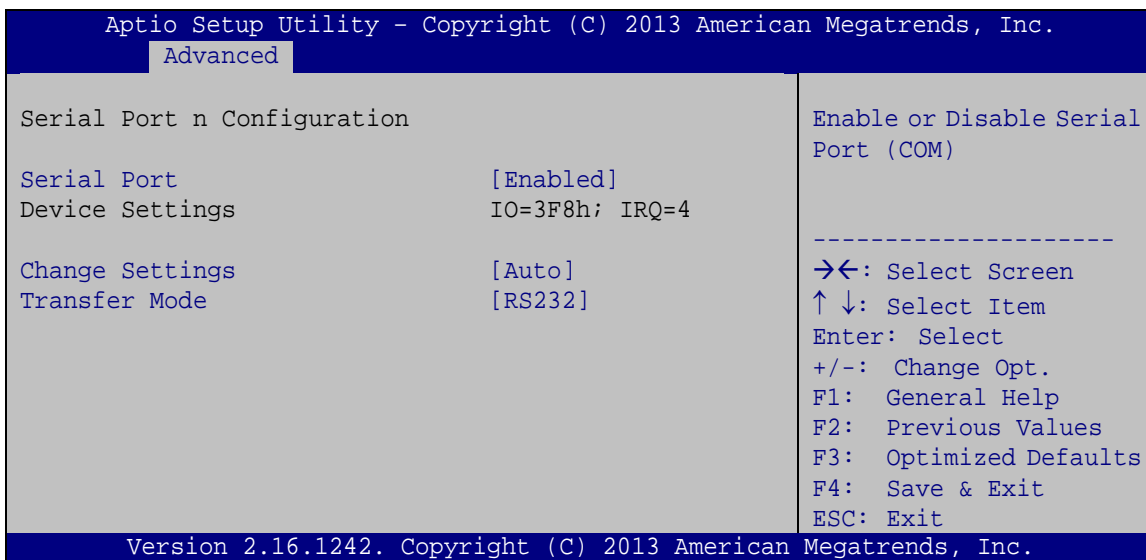 Aptio Setup Utility – Copyright (C) 2013 American Megatrends, Inc.
Advanced
Serial Port n Configuration
Serial Port [Enabled]
Device Settings IO=3F8h; IRQ=4
Change Settings [Auto]
Transfer Mode [RS232]
Enable or Disable Serial
Port (COM)
---------------------
→←: Select Screen
↑ ↓: Select Item
Enter: Select
+/-: Change Opt.
F1: General Help
F2: Previous Values
F3: Optimized Defaults
F4: Save & Exit
ESC: Exit
Version 2.16.1242. Copyright (C) 2013 American Megatrends, Inc.